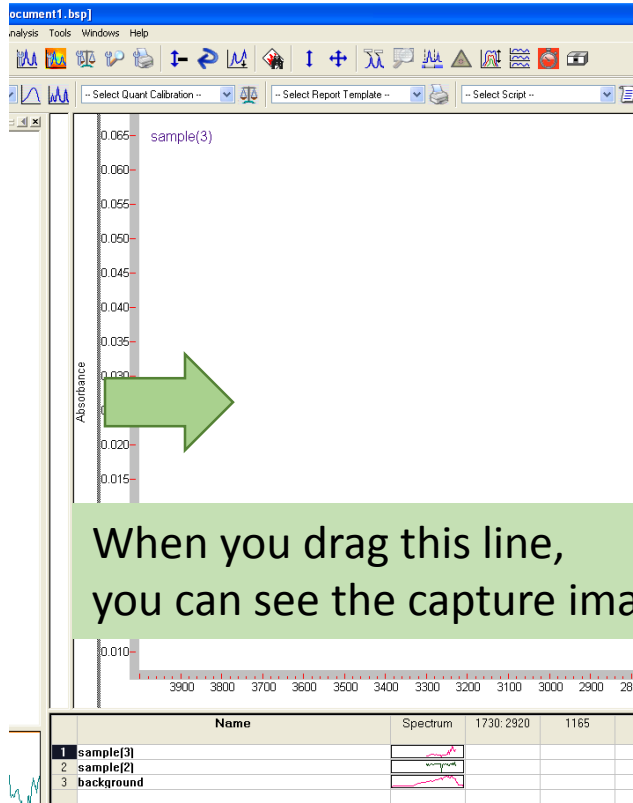 ocument1.bsp]
nalysis Tools Windows Help
-- Select Quant Calibration -- -- Select Report Template -- -- Select Script --
0.065
sample(3)
0.060
0.055
0.050
0.045
0.040
0.035
0.030
Absorbance
0.020
0.015
When you drag this line,
you can see the capture ima
0.010
3900 3800 3700 3600 3500 3400 3300 3200 3100 3000 2900 28
Name Spectrum 1730: 2920 1165
1 sample(3)
2 sample(2)
3 background